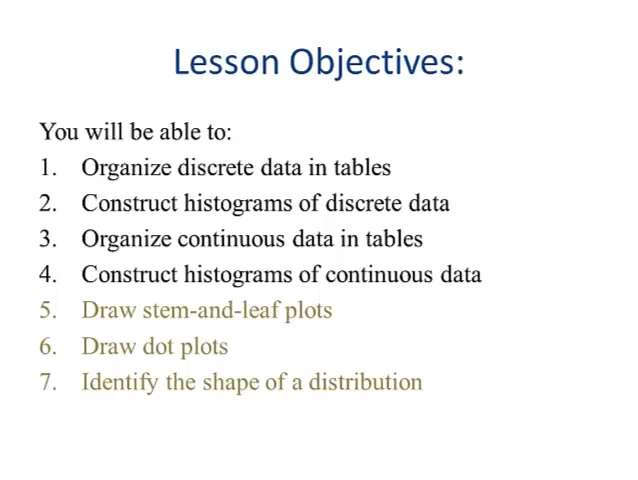 Lesson Objectives:
You will be able to:
1. Organize discrete data in tables
2. Construct histograms of discrete data
3. Organize continuous data in tables
4. Construct histograms of continuous data
5. Draw stem-and-leaf plots
6. Draw dot plots
7. Identify the shape of a distribution